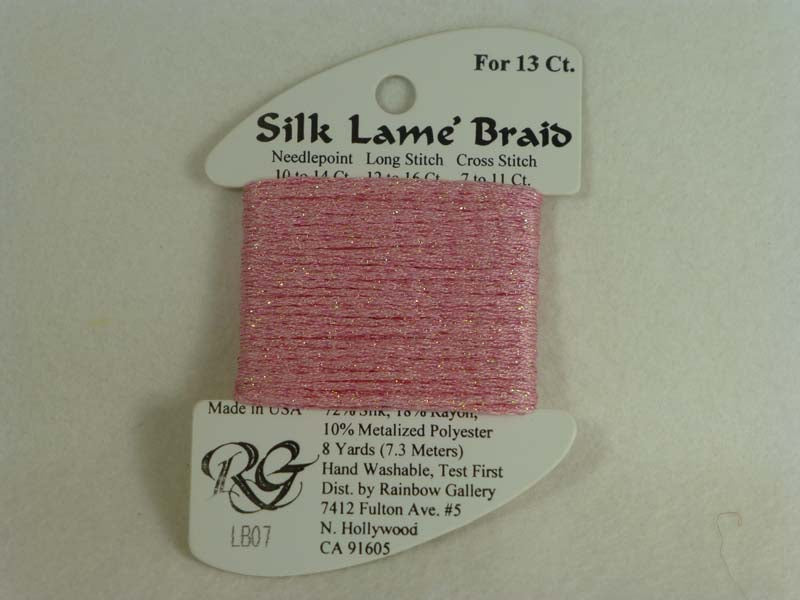 For 13 Ct.
Silk Lame' Braid
Needlepoint Long Stitch Cross Stitch
10 to 14 Ct. 12 to 16 Ct. 7 to 11 Ct.
Made in USA 72% Silk, 18% Rayon,
10% Metalized Polyester
8 Yards (7.3 Meters)
RG
Hand Washable, Test First
Dist. by Rainbow Gallery
7412 Fulton Ave. #5
LB07
N. Hollywood
CA 91605